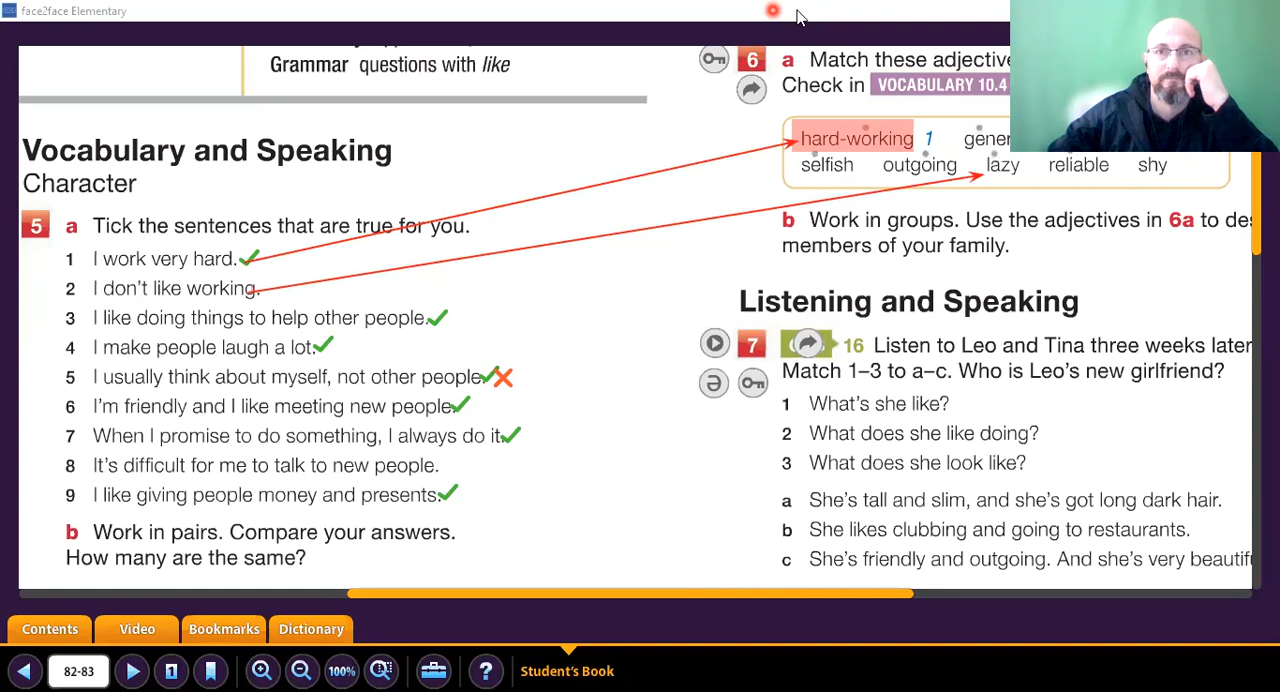 face2face Elementary
Grammar questions with like
Vocabulary and Speaking
Character
5 a Tick the sentences that are true for you.
1 I work very hard.
2 I don't like working.
3 I like doing things to help other people.
4 I make people laugh a lot.
5 I usually think about myself, not other people
6 I'm friendly and I like meeting new people
7 When I promise to do something, I always do it.
8 It's difficult for me to talk to new people.
9 I like giving people money and presents.
b Work in pairs. Compare your answers.
How many are the same?
6 a Match these
Check in VOCABULARY 10.4
hard-working 1
selfish outgoing lazy reliable shy
b Work in groups. Use the adjectives in 6a to
members of your family.
Listening and Speaking
7 16 Listen to Leo and Tina three weeks later
Match 1–3 to a–c. Who is Leo's new girlfriend?
1 What's she like?
2 What does she like doing?
3 What does she look like?
a She's tall and slim, and she's got long dark hair.
b She likes clubbing and going to restaurants.
c She's friendly and outgoing. And she's very
Contents Video Bookmarks Dictionary
82-83 1 100% ? Student's Book